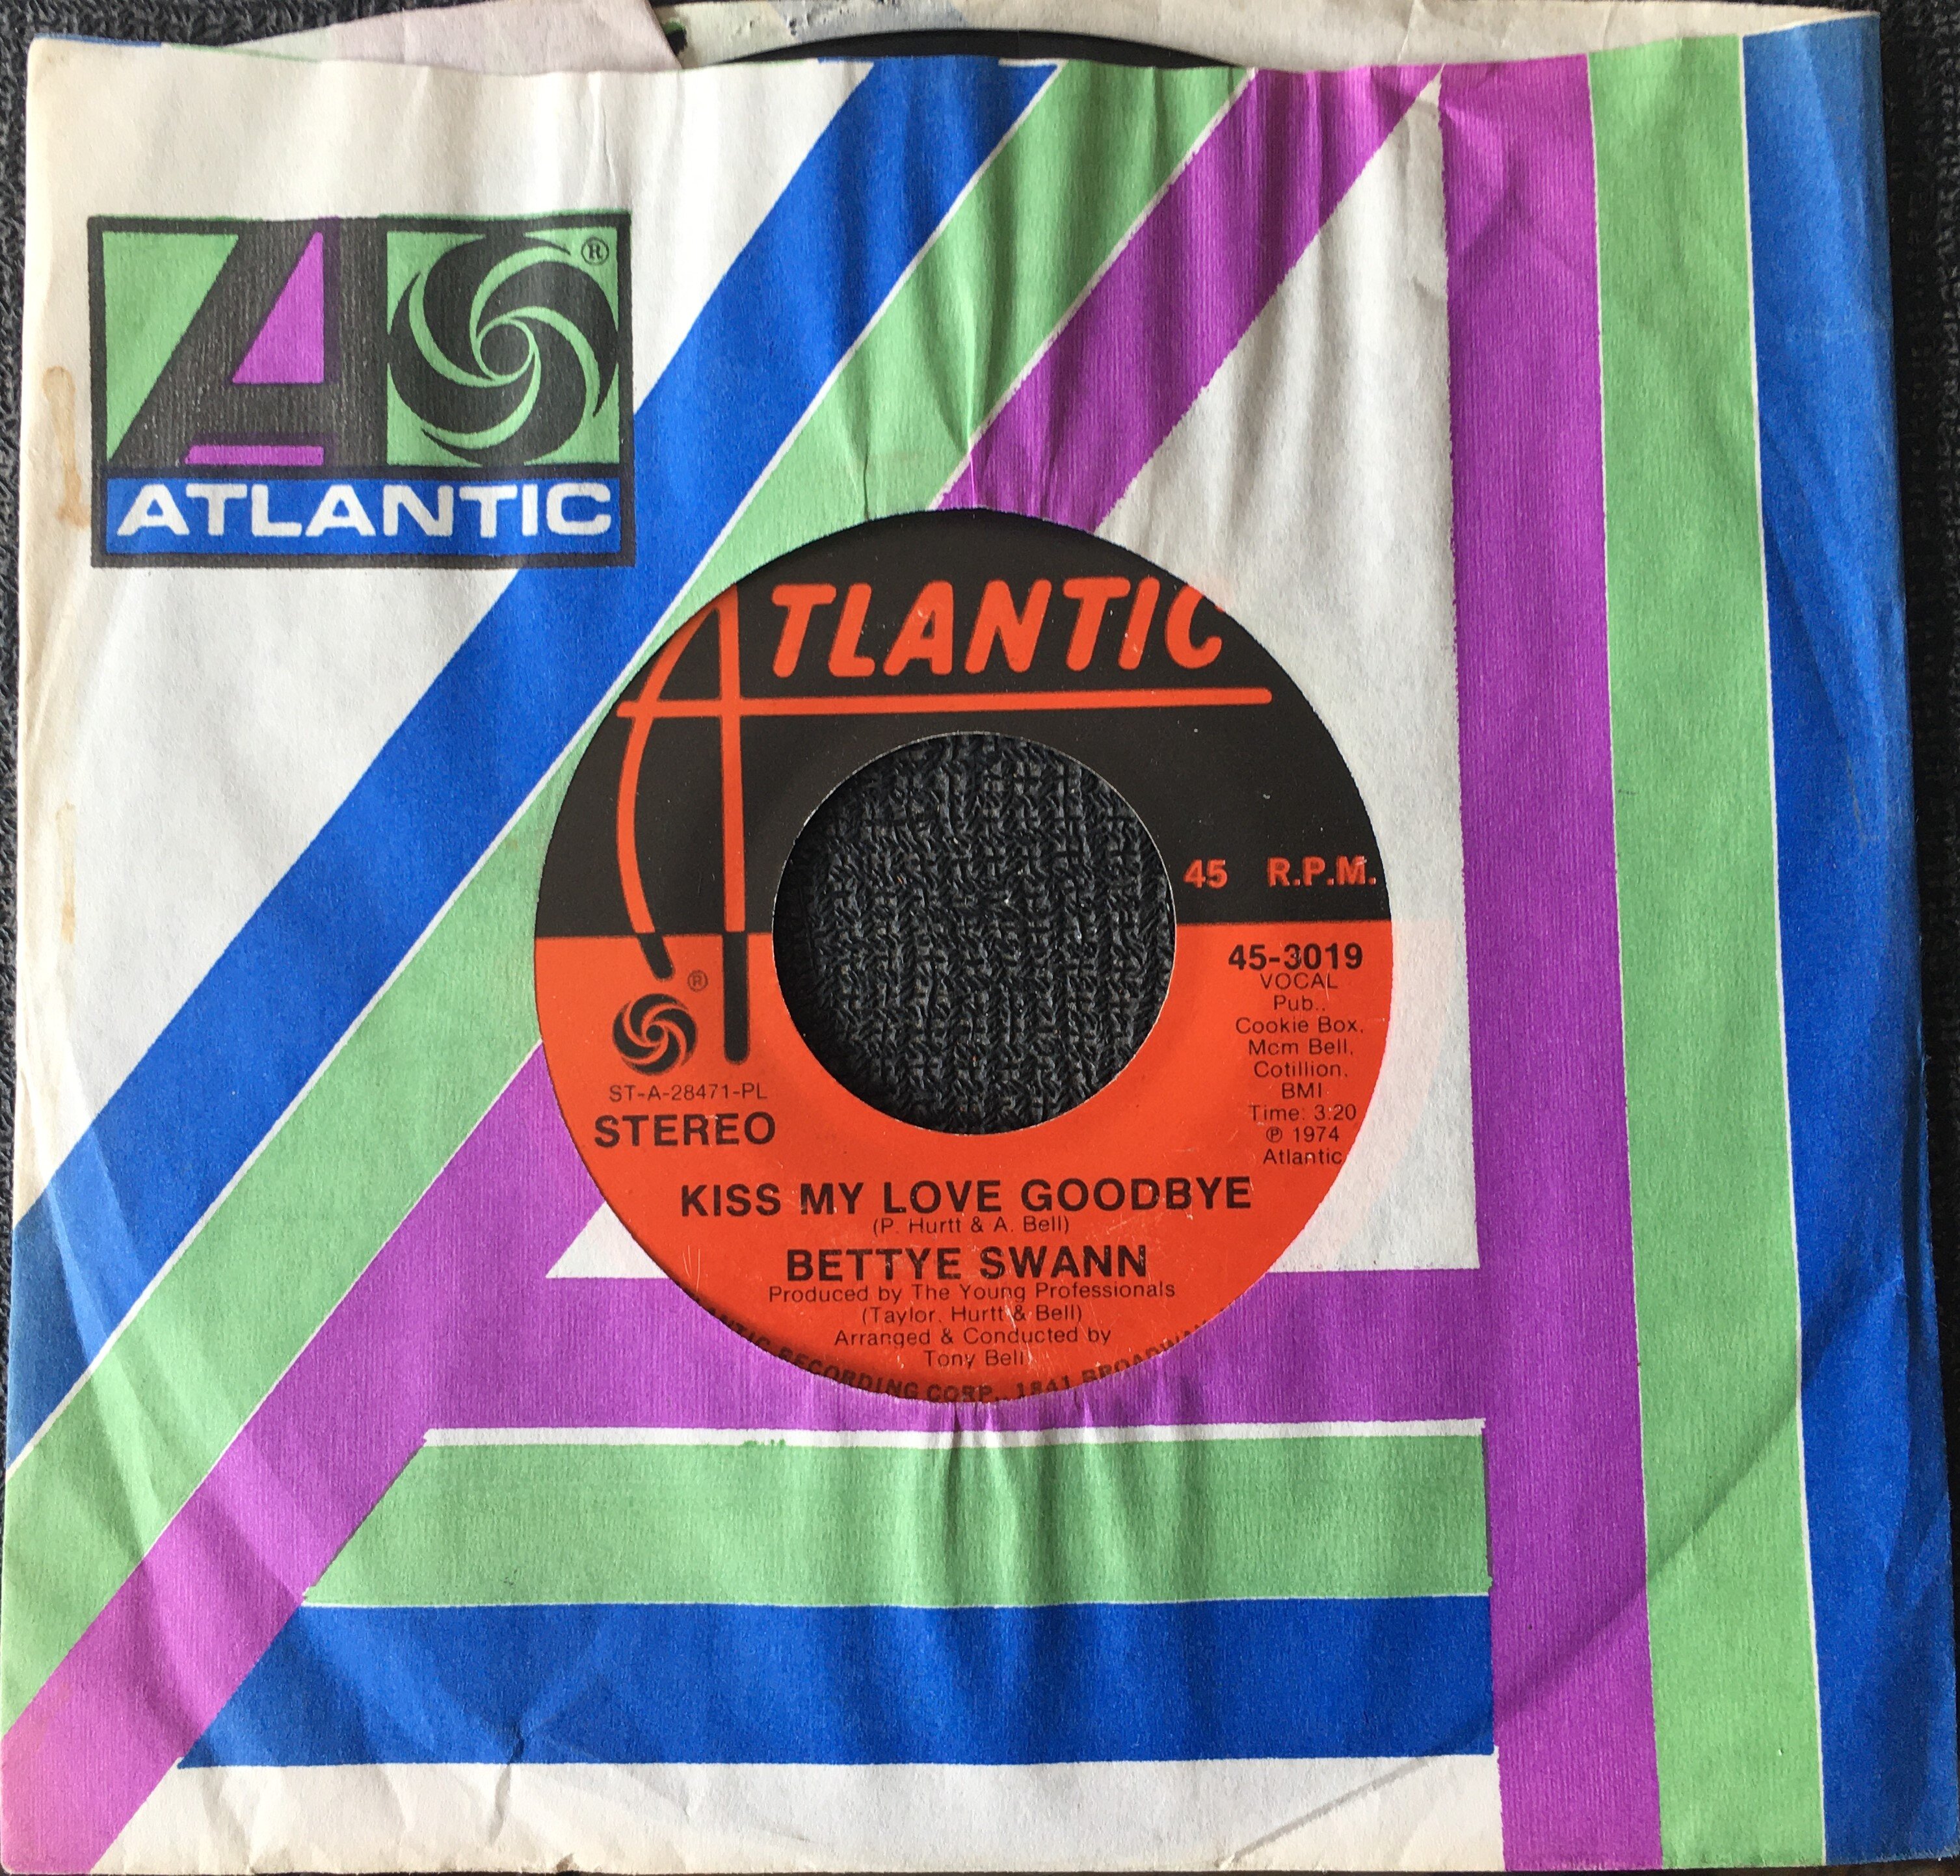 ®
ATLANTIC
ATLANTIC
45 R.P.M.
45-3019
VOCAL
Pub.,
Cookie Box,
Mcm Bell,
Cotillion,
BMI
Time: 3:20
℗ 1974
Atlantic
®
ST-A-28471-PL
STEREO
KISS MY LOVE GOODBYE
(P. Hurtt & A. Bell)
BETTYE SWANN
Produced by The Young Professionals
(Taylor, Hurtt & Bell)
Arranged & Conducted by
Tony Bell
ANTIC RECORDING CORP., 1841 BROADWAY